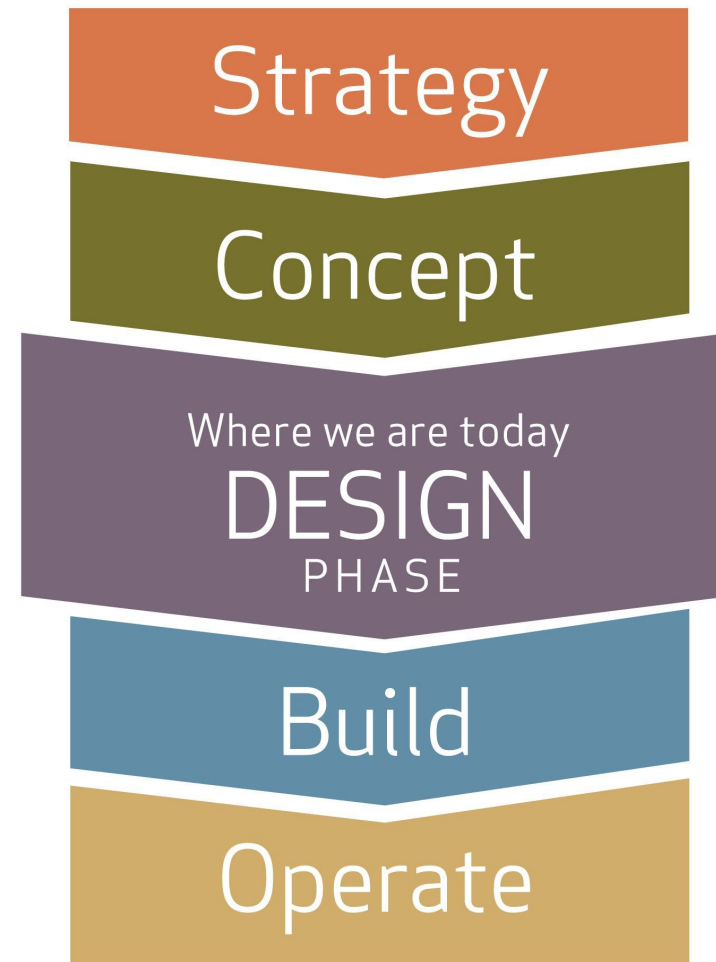 Strategy
Concept
Where we are today
DESIGN
PHASE
Build
Operate